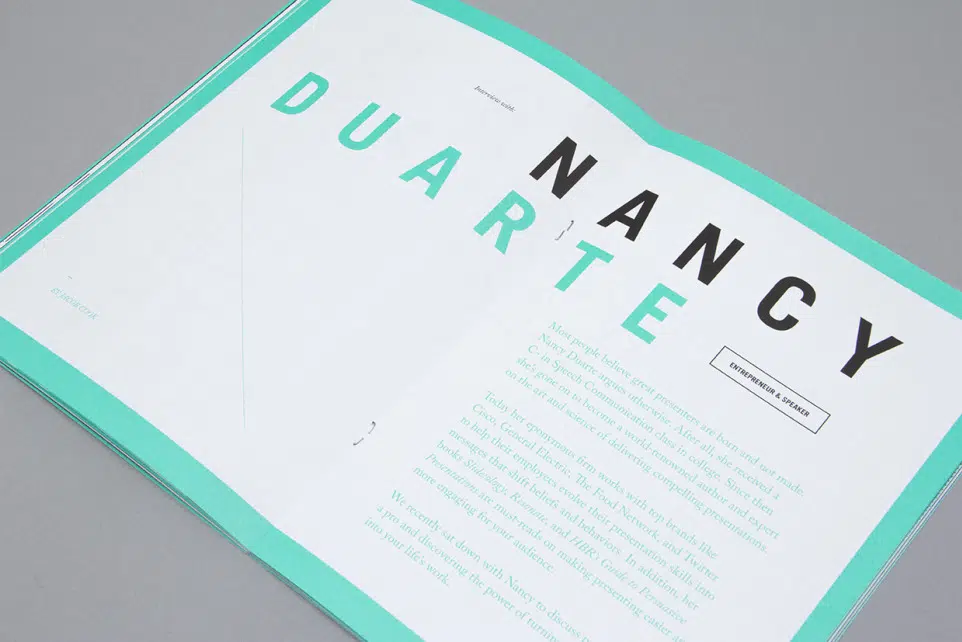 Interview with
NANCY
DUARTE
ENTREPRENEUR & SPEAKER
Most people believe great presenters are born and not made.
Nancy Duarte argues otherwise. After all, she received a
C- in Speech Communication class in college. Since then
she's gone on to become a world-renowned author and expert
on the art and science of delivering compelling presentations.
Today her eponymous firm works with top brands like
Cisco, General Electric, The Food Network, and Twitter
to help their employees evolve their presentation skills into
messages that shift beliefs and behaviors. In addition, her
books Slideology, Resonate, and HBR's Guide to Persuasive
Presentations are must-reads on making presenting easier
more engaging for your audience.
We recently sat down with Nancy to discuss
a pro and discovering the power of turnin
into your life's work.